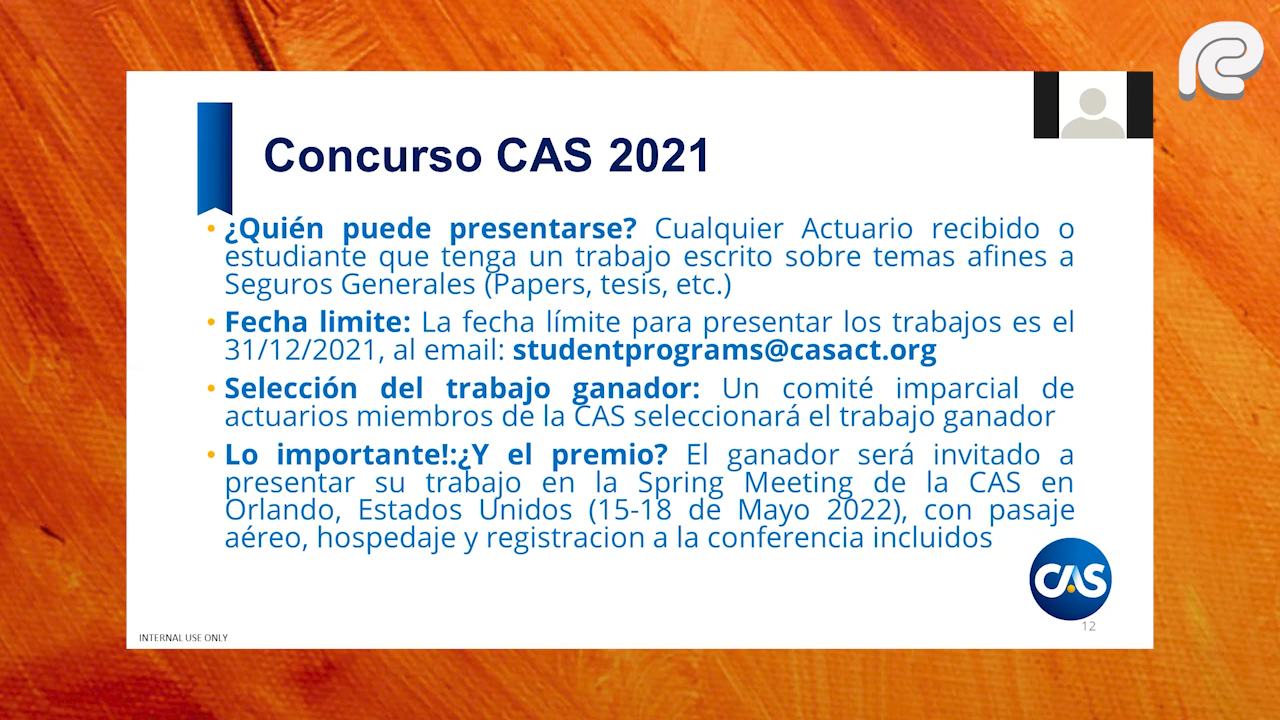 Concurso CAS 2021
• ¿Quién puede presentarse? Cualquier Actuario recibido o
estudiante que tenga un trabajo escrito sobre temas afines a
Seguros Generales (Papers, tesis, etc.)
• Fecha limite: La fecha límite para presentar los trabajos es el
31/12/2021, al email: studentprograms@casact.org
• Selección del trabajo ganador: Un comité imparcial de
actuarios miembros de la CAS seleccionará el trabajo ganador
• Lo importante!:¿Y el premio? El ganador será invitado a
presentar su trabajo en la Spring Meeting de la CAS en
Orlando, Estados Unidos (15-18 de Mayo 2022), con pasaje
aéreo, hospedaje y registracion a la conferencia incluidos
CAS
12
INTERNAL USE ONLY